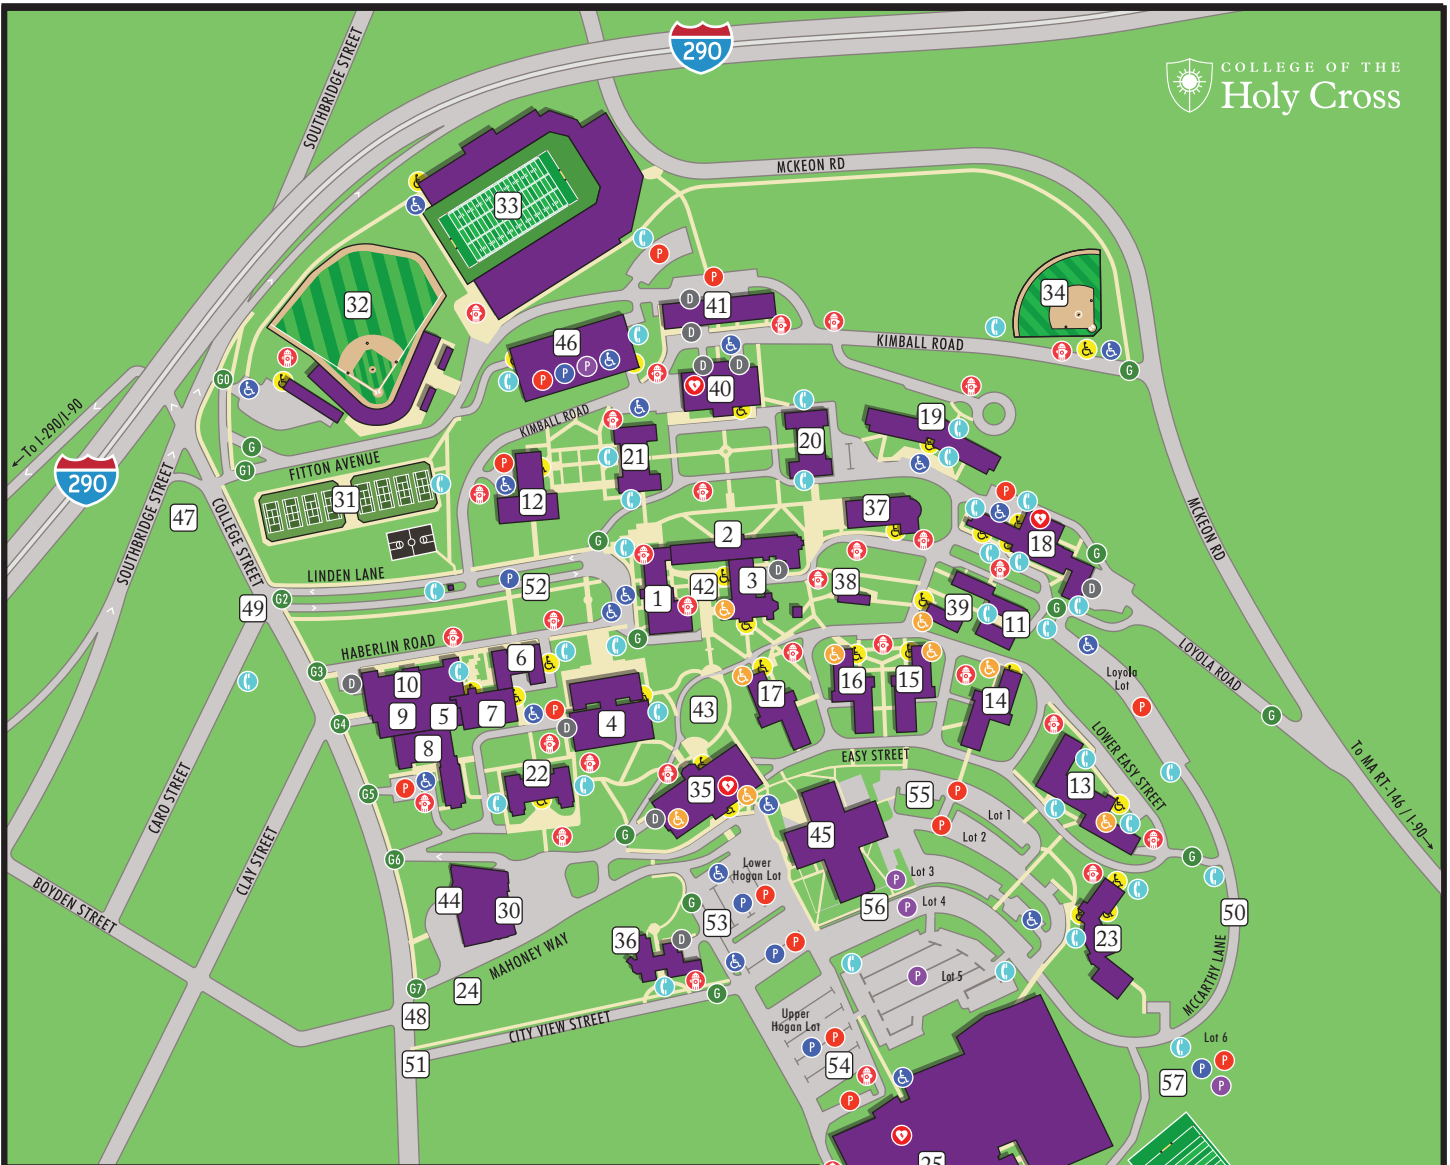 290
COLLEGE OF THE
Holy Cross
SOUTHBRIDGE STREET
MCKEON RD
33
32
34
41
46
40
KIMBALL ROAD
G0
←To I-290/I-90
290
G
G1
FITTON AVENUE
KIMBALL ROAD
31
12
21
20
19
37
18
47
SOUTHBRIDGE STREET
COLLEGE STREET
MCKEON RD
LINDEN LANE
G
2
G
G2
49
52
1
42
3
38
39
11
G
HABERLIN ROAD
G
G3
LOYOLA ROAD
Loyola
Lot
G
6
10
9
5
7
4
43
17
16
15
14
G4
8
22
35
EASY STREET
LOWER EASY STREET
To MA RT-146 / I-90→
G5
13
55
Lot 1
Lot 2
45
G
G6
CARO STREET
CLAY STREET
BOYDEN STREET
Lower
Hogan Lot
Lot 3
Lot 4
56
G
44
30
G
53
50
36
23
MAHONEY WAY
MCCARTHY LANE
G7
24
48
Lot 5
G
CITY VIEW STREET
Upper
Hogan Lot
51
54
Lot 6
57
25
P
D